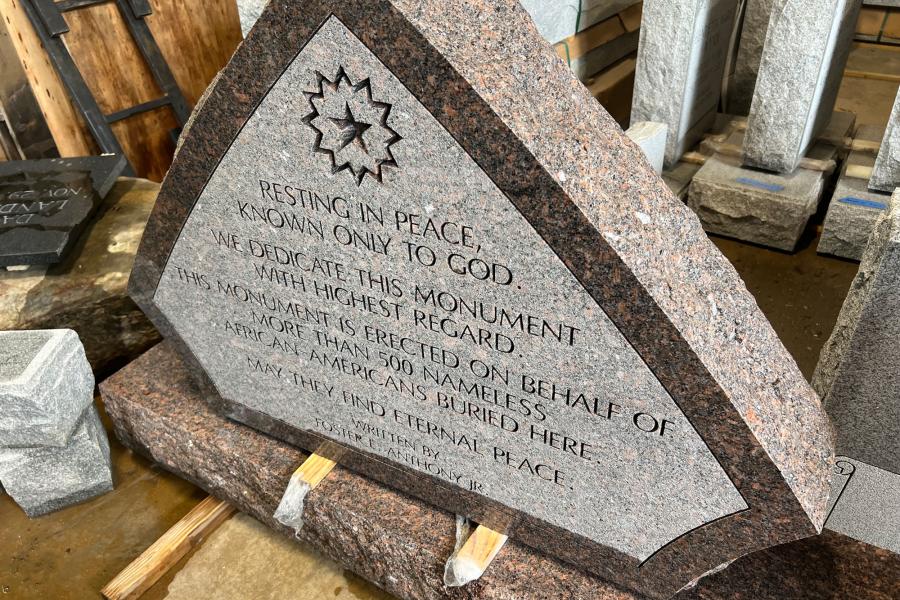 RESTING IN PEACE,
KNOWN ONLY TO GOD.
WE DEDICATE THIS MONUMENT
WITH HIGHEST REGARD.
THIS MONUMENT IS ERECTED ON BEHALF OF
MORE THAN 500 NAMELESS
AFRICAN AMERICANS BURIED HERE.
MAY THEY FIND ETERNAL PEACE.
WRITTEN BY
FOSTER E. ANTHONY JR
NOV. 29